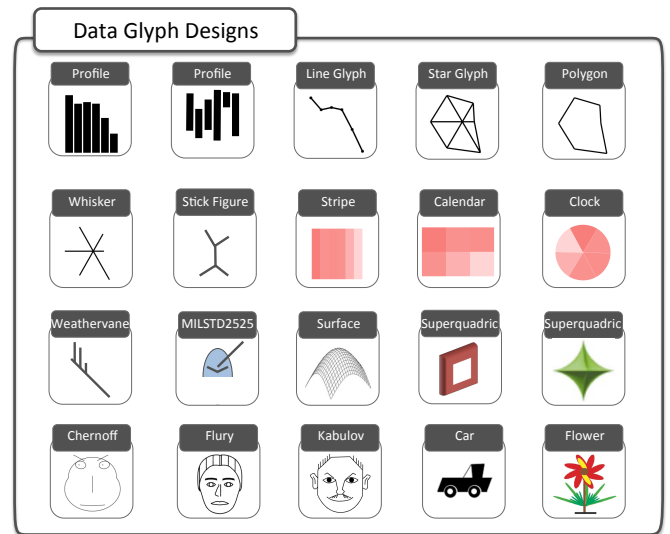 Data Glyph Designs
Profile
Profile
Line Glyph
Star Glyph
Polygon
Whisker
Stick Figure
Stripe
Calendar
Clock
Weathervane
MILSTD2525
Surface
Superquadric
Superquadric
Chernoff
Flury
Kabulov
Car
Flower